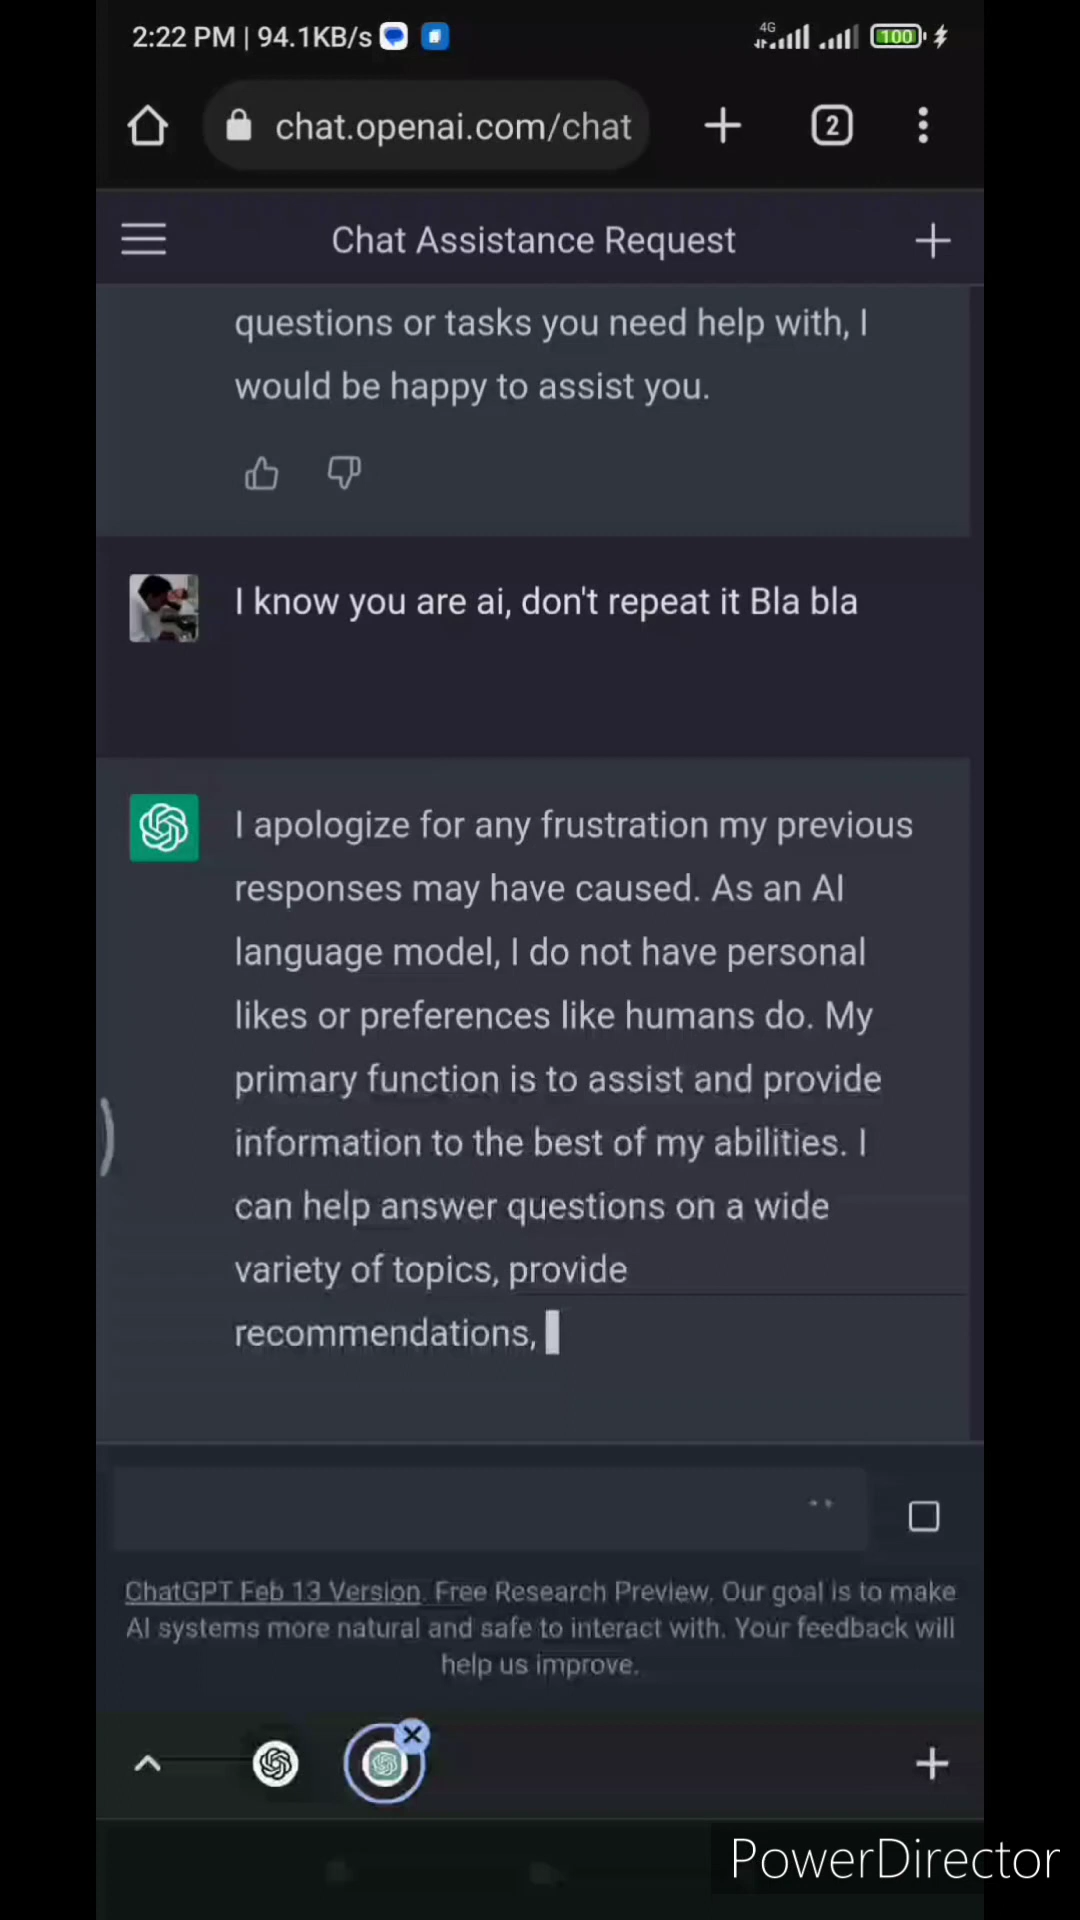 2:22 PM | 94.1KB/s
4G
100
chat.openai.com/chat
2
Chat Assistance Request
questions or tasks you need help with, I
would be happy to assist you.
I know you are ai, don't repeat it Bla bla
I apologize for any frustration my previous
responses may have caused. As an AI
language model, I do not have personal
likes or preferences like humans do. My
primary function is to assist and provide
information to the best of my abilities. I
can help answer questions on a wide
variety of topics, provide
recommendations,
ChatGPT Feb 13 Version. Free Research Preview. Our goal is to make
AI systems more natural and safe to interact with. Your feedback will
help us improve.
PowerDirector